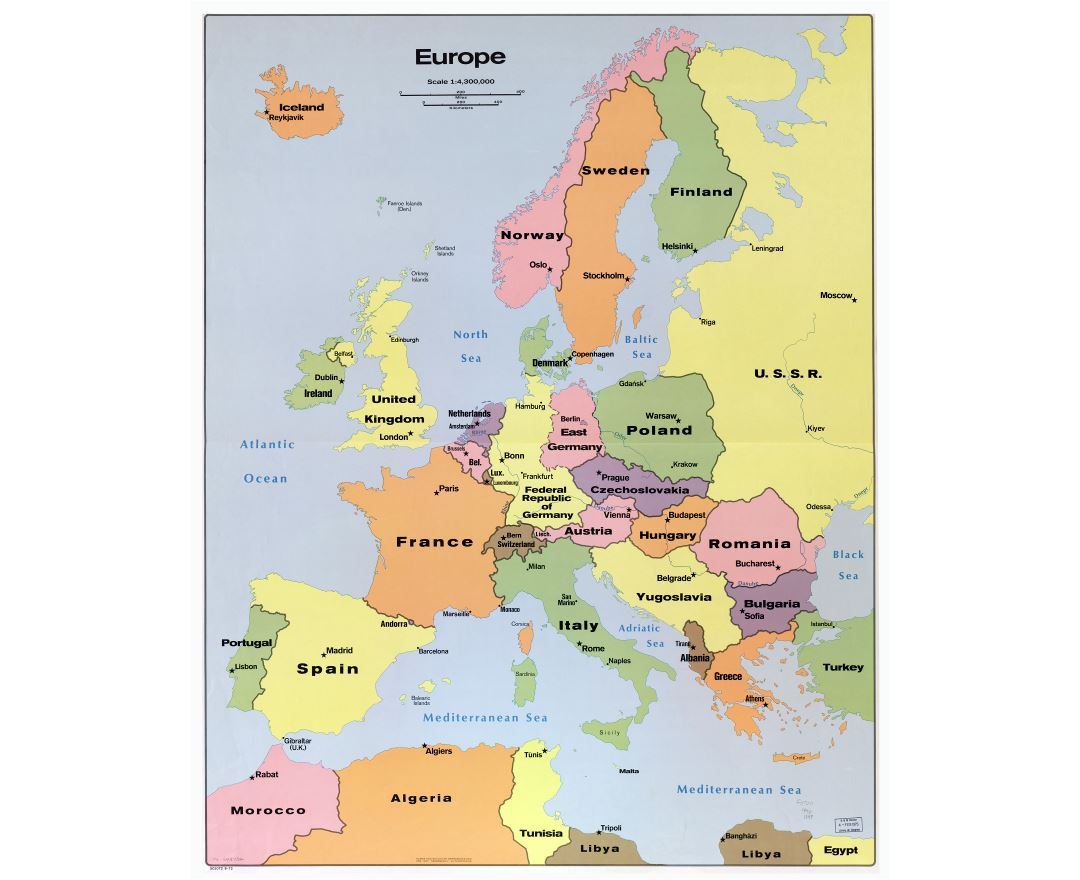 Europe
Scale 1:4,300,000
Miles
Kilometers
Iceland
Reykjavik
Sweden
Finland
Faeroe Islands
(Den.)
Norway
Helsinki
Shetland
Islands
Leningrad
Oslo
Orkney
Islands
Stockholm
Moscow
Riga
North
Sea
Baltic
Sea
Edinburgh
Belfast
Copenhagen
Denmark
U. S. S. R.
Dublin
Ireland
Gdańsk
United
Kingdom
Hamburg
Netherlands
Amsterdam
Berlin
Warsaw
East
Germany
Poland
Kiyev
London
Atlantic
Ocean
Brussels
Bel.
Bonn
Krakow
Lux.
Luxembourg
Frankfurt
Prague
Czechoslovakia
Paris
Federal
Republic
of
Germany
Odessa
Vienna
Budapest
France
Bern
Switzerland
Liech.
Austria
Hungary
Romania
Black
Sea
Milan
Bucharest
Belgrade
Danube
Yugoslavia
Bulgaria
Sofia
San
Marino
Marseille
Monaco
Andorra
Corsica
Italy
Adriatic
Sea
Istanbul
Portugal
Madrid
Lisbon
Spain
Barcelona
Rome
Naples
Tiranë
Albania
Greece
Turkey
Sardinia
Balearic
Islands
Athens
Mediterranean Sea
Sicily
Gibraltar
(U.K.)
Algiers
Tunis
Crete
Rabat
Malta
Mediterranean Sea
Morocco
Algeria
Tunisia
Tripoli
Libya
Banghāzī
Libya
Egypt